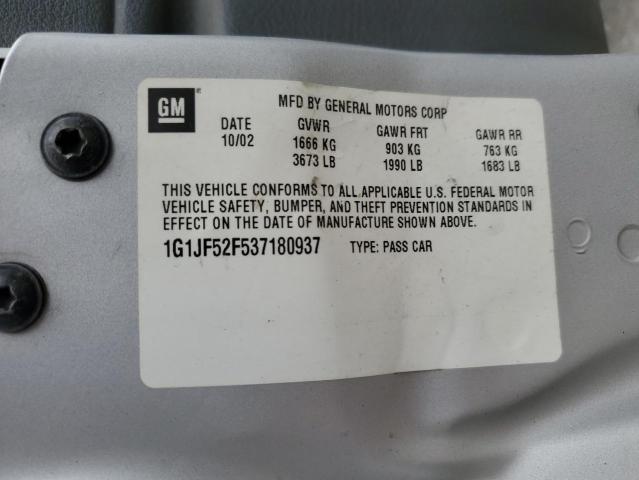 GM
MFD BY GENERAL MOTORS CORP
DATE GVWR GAWR FRT GAWR RR
10/02 1666 KG 903 KG 763 KG
3673 LB 1990 LB 1683 LB
THIS VEHICLE CONFORMS TO ALL APPLICABLE U.S. FEDERAL MOTOR
VEHICLE SAFETY, BUMPER, AND THEFT PREVENTION STANDARDS IN
EFFECT ON THE DATE OF MANUFACTURE SHOWN ABOVE.
1G1JF52F537180937 TYPE: PASS CAR